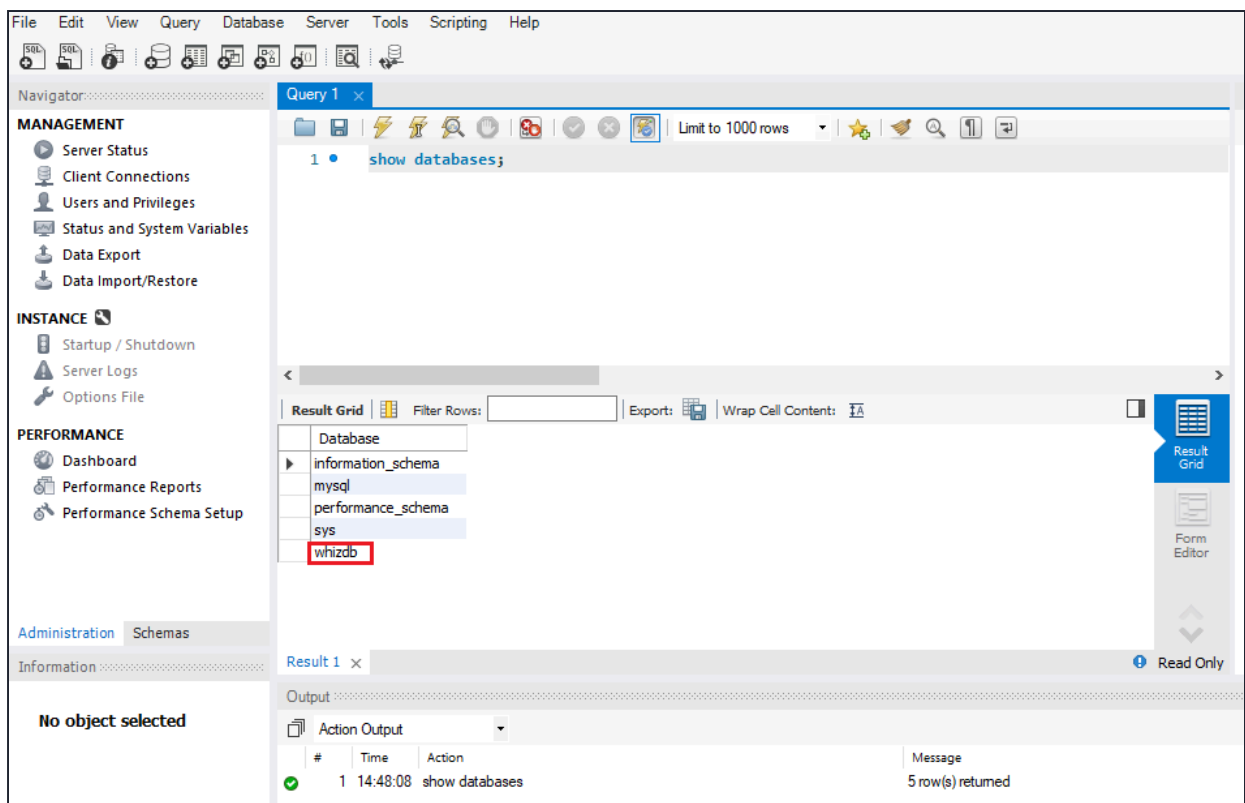 File Edit View Query Database Server Tools Scripting Help
Navigator
MANAGEMENT
Server Status
Client Connections
Users and Privileges
Status and System Variables
Data Export
Data Import/Restore
INSTANCE
Startup / Shutdown
Server Logs
Options File
PERFORMANCE
Dashboard
Performance Reports
Performance Schema Setup
Administration Schemas
Information
No object selected
Query 1
Limit to 1000 rows
1 show databases;
Result Grid Filter Rows: Export: Wrap Cell Content:
Database
information_schema
mysql
performance_schema
sys
whizdb
Result
Grid
Form
Editor
Result 1 Read Only
Output
Action Output
# Time Action Message
1 14:48:08 show databases 5 row(s) returned